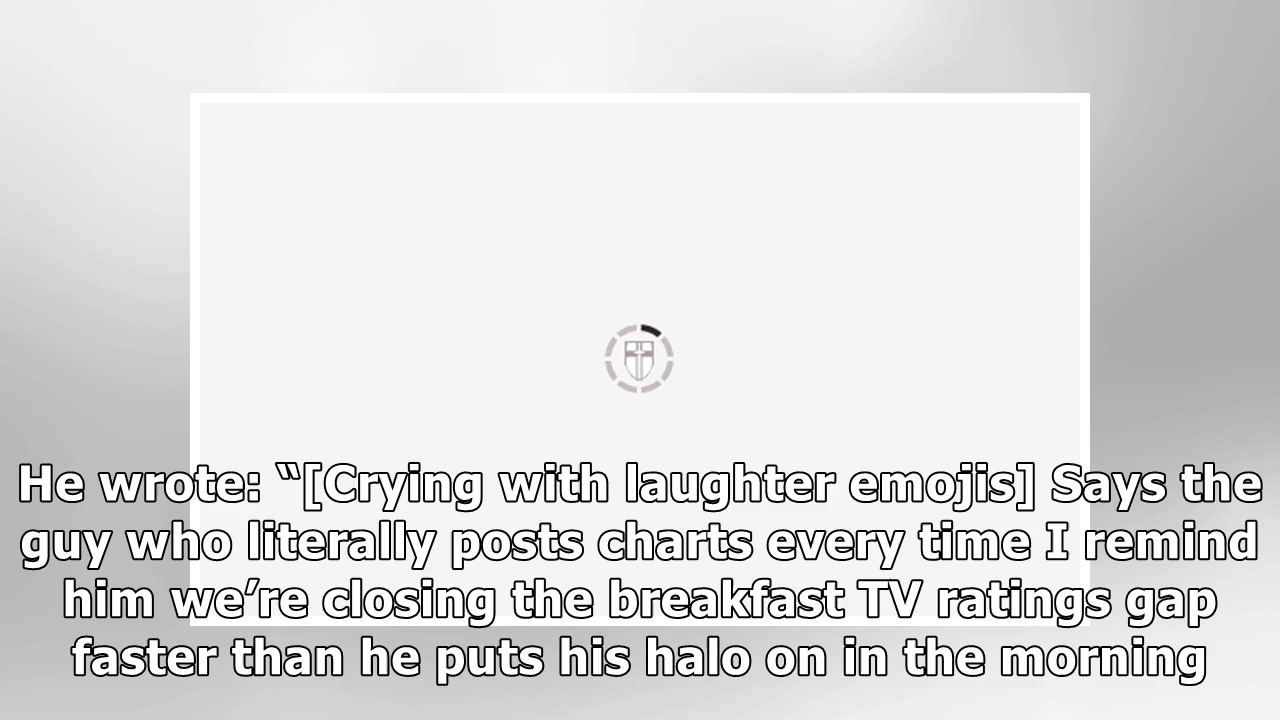 He wrote: “[Crying with laughter emojis] Says the
guy who literally posts charts every time I remind
him we’re closing the breakfast TV ratings gap
faster than he puts his halo on in the morning